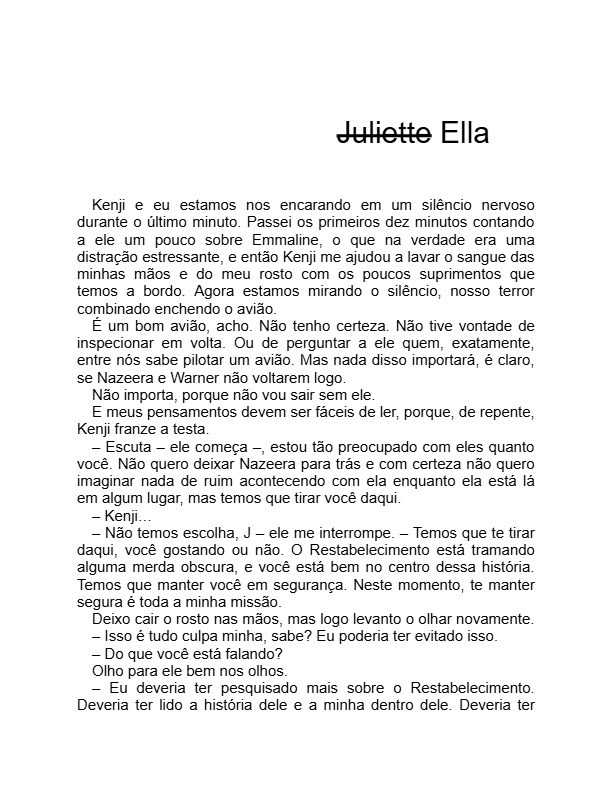 Juliette Ella
Kenji e eu estamos nos encarando em um silêncio nervoso
durante o último minuto. Passei os primeiros dez minutos contando
a ele um pouco sobre Emmaline, o que na verdade era uma
distração estressante, e então Kenji me ajudou a lavar o sangue das
minhas mãos e do meu rosto com os poucos suprimentos que
temos a bordo. Agora estamos mirando o silêncio, nosso terror
combinado enchendo o avião.
É um bom avião, acho. Não tenho certeza. Não tive vontade de
inspecionar em volta. Ou de perguntar a ele quem, exatamente,
entre nós sabe pilotar um avião. Mas nada disso importará, é claro,
se Nazeera e Warner não voltarem logo.
Não importa, porque não vou sair sem ele.
E meus pensamentos devem ser fáceis de ler, porque, de repente,
Kenji franze a testa.
– Escuta – ele começa –, estou tão preocupado com eles quanto
você. Não quero deixar Nazeera para trás e com certeza não quero
imaginar nada de ruim acontecendo com ela enquanto ela está lá
em algum lugar, mas temos que tirar você daqui.
– Kenji…
– Não temos escolha, J – ele me interrompe. – Temos que te tirar
daqui, você gostando ou não. O Restabelecimento está tramando
alguma merda obscura, e você está bem no centro dessa história.
Temos que manter você em segurança. Neste momento, te manter
segura é toda a minha missão.
Deixo cair o rosto nas mãos, mas logo levanto o olhar novamente.
– Isso é tudo culpa minha, sabe? Eu poderia ter evitado isso.
– Do que você está falando?
Olho para ele bem nos olhos.
– Eu deveria ter pesquisado mais sobre o Restabelecimento.
Deveria ter lido a história dele e a minha dentro dele. Deveria ter